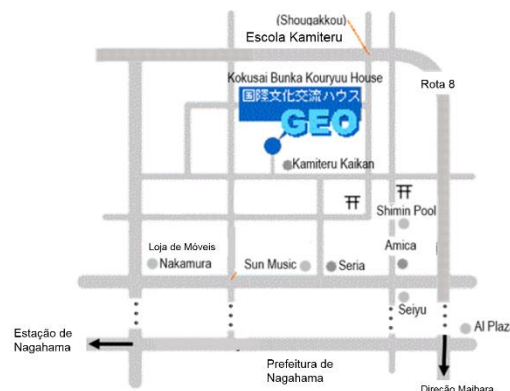 (Shougakkou)
Escola Kamiteru
Rota 8
Kokusai Bunka Kouryuu House
国際文化交流ハウス
GEO
Kamiteru Kaikan
Shimin Pool
Loja de Móveis
Nakamura
Sun Music
Seria
Amica
Seiyu
Al Plaz
Estação de
Nagahama
Prefeitura de
Nagahama
Direção Maibara